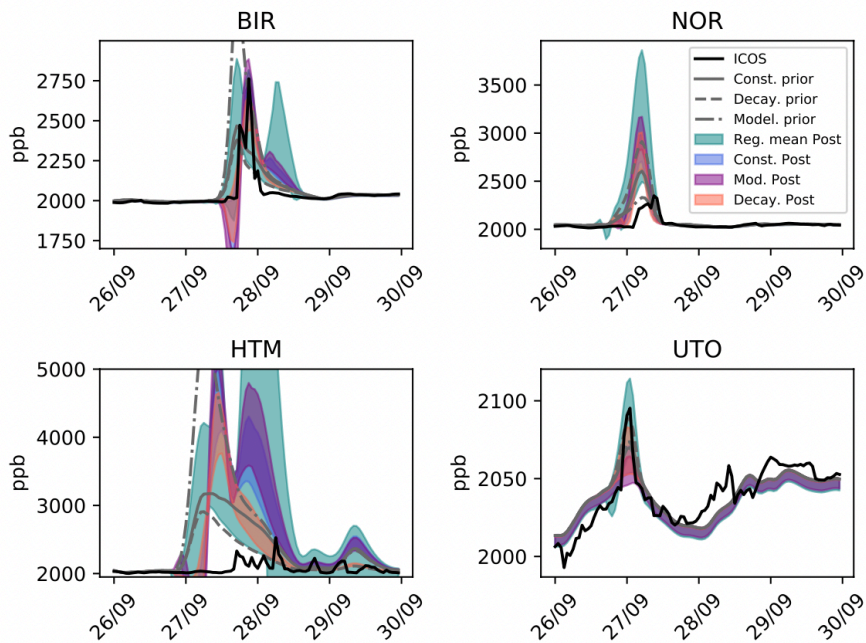 BIR
NOR
ppb
2750
2500
2250
2000
1750
26/09
27/09
28/09
29/09
30/09
ppb
3500
3000
2500
2000
26/09
27/09
28/09
29/09
30/09
ICOS
Const. prior
Decay. prior
Model. prior
Reg. mean Post
Const. Post
Mod. Post
Decay. Post
HTM
UTO
ppb
5000
4000
3000
2000
26/09
27/09
28/09
29/09
30/09
ppb
2100
2050
2000
26/09
27/09
28/09
29/09
30/09